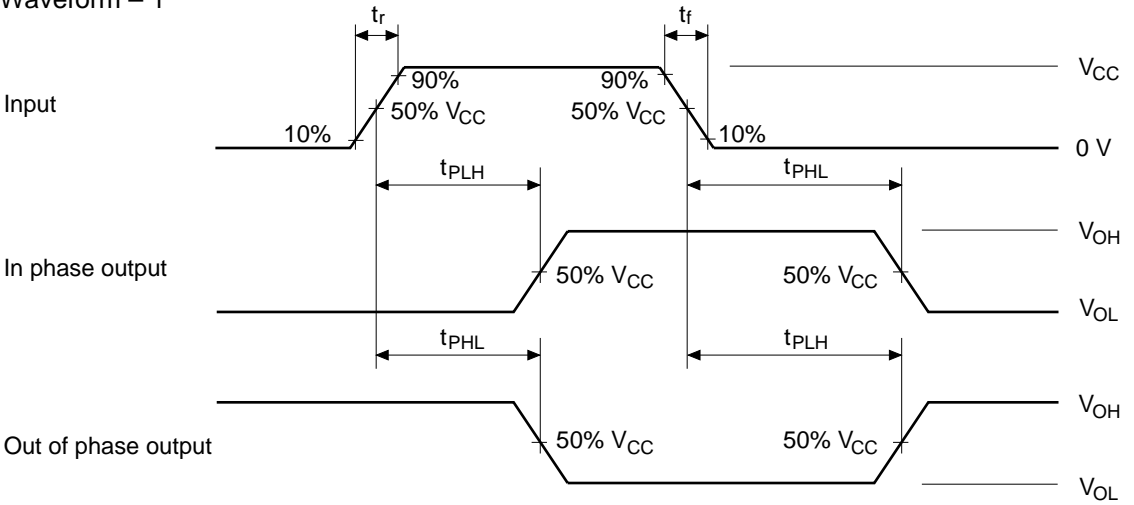 Waveform – 1
tr tf
90% 90% VCC
Input 50% VCC 50% VCC
10% 10% 0 V
tPLH tPHL
VOH
In phase output 50% VCC 50% VCC
VOL
tPHL tPLH
VOH
Out of phase output 50% VCC 50% VCC
VOL